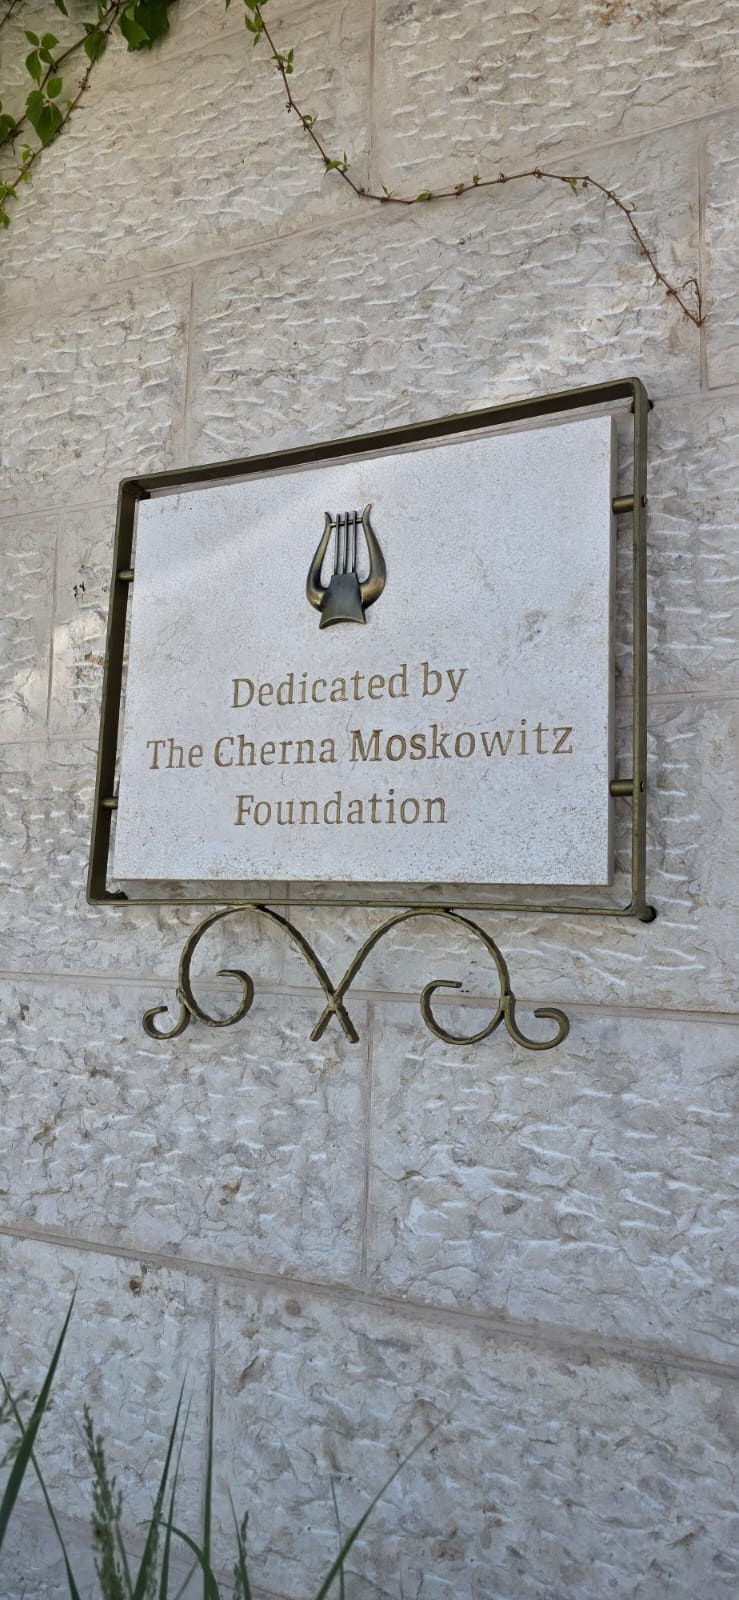 Dedicated by
The Cherna Moskowitz
Foundation